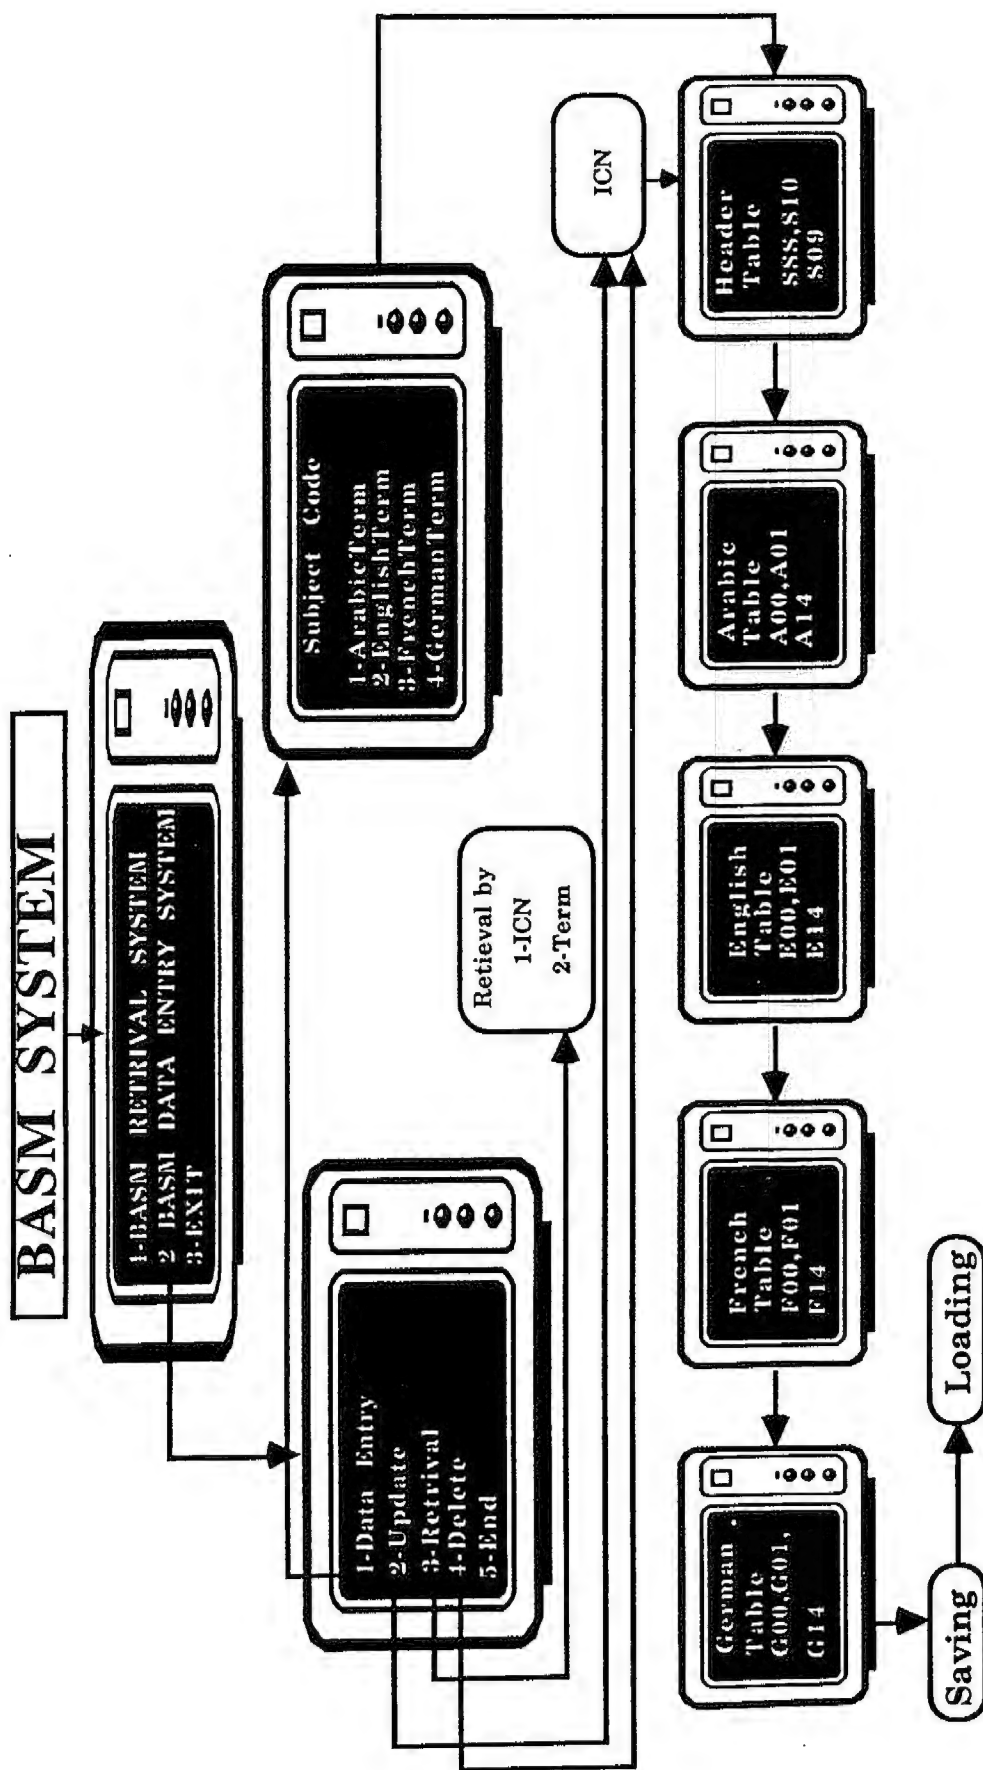 BASM SYSTEM
1-BASM RETRIVAL SYSTEM
2 BASM DATA ENTRY SYSTEM
3-EXIT
1-Data Entry
2-Update
3-Retrival
4-Delete
5-End
Subject Code
1-ArabicTerm
2-EnglishTerm
3-FrenchTerm
4-GermanTerm
Retieval by
1-ICN
2-Term
ICN
Header
Table
SSS,S10
S09
Arabic
Table
A00,A01
A14
English
Table
E00,E01
E14
French
Table
F00,F01
F14
German
Table
G00,G01,
G14
Saving
Loading